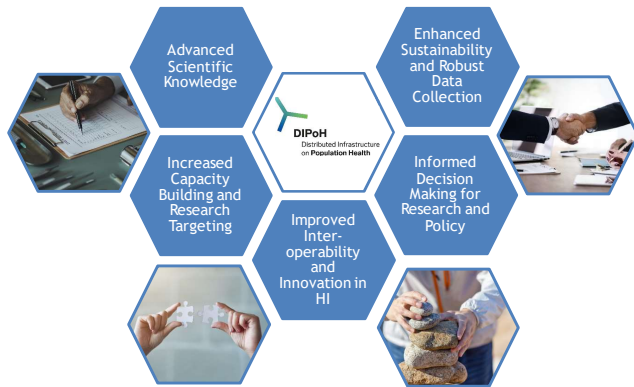 Advanced
Scientific
Knowledge
Enhanced
Sustainability
and Robust
Data
Collection
DIPoH
Distributed Infrastructure
on Population Health
Increased
Capacity
Building and
Research
Targeting
Informed
Decision
Making for
Research and
Policy
Improved
Inter-
operability
and
Innovation in
HI